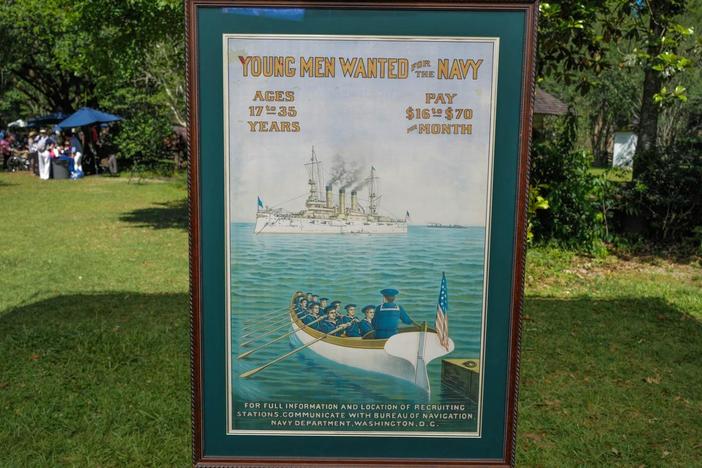 YOUNG MEN WANTED FOR THE NAVY
AGES
17 to 35
YEARS
PAY
$16 to $70
PER MONTH
FOR FULL INFORMATION AND LOCATION OF RECRUITING
STATIONS, COMMUNICATE WITH BUREAU OF NAVIGATION
NAVY DEPARTMENT, WASHINGTON, D.C.